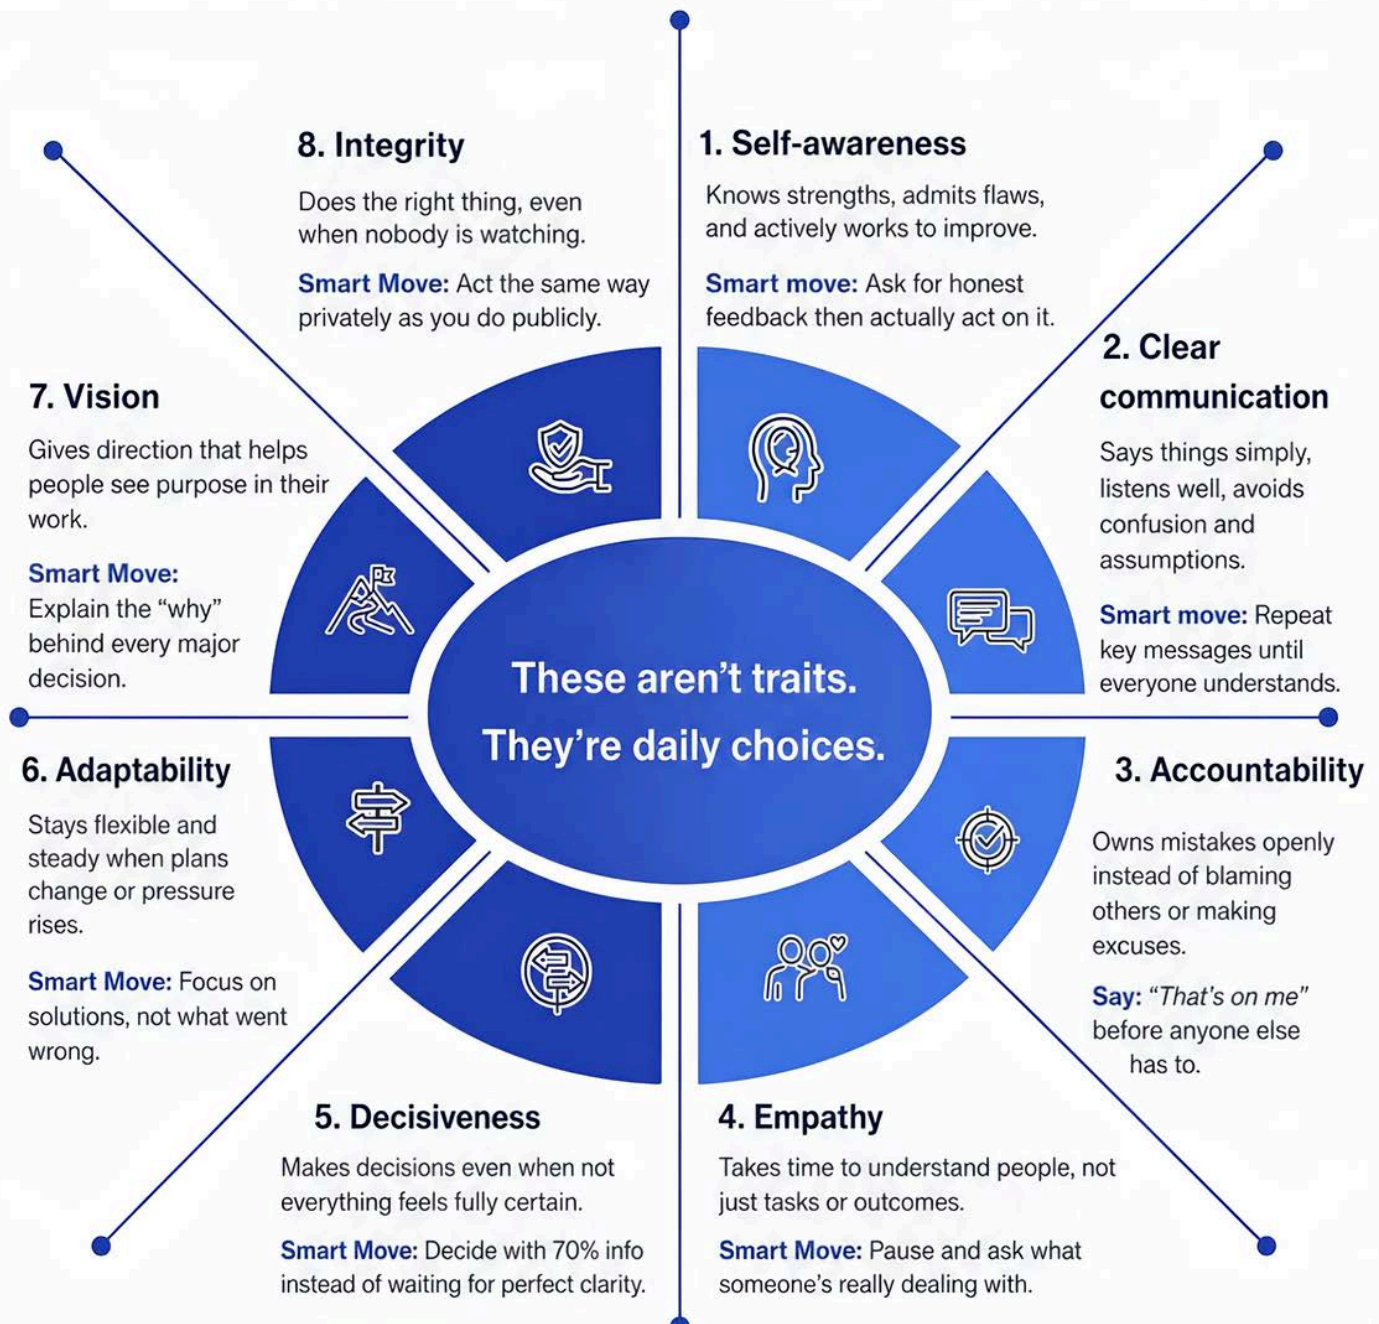 1. Self-awareness
Knows strengths, admits flaws,
and actively works to improve.
Smart move: Ask for honest
feedback then actually act on it.
2. Clear
communication
Says things simply,
listens well, avoids
confusion and
assumptions.
Smart move: Repeat
key messages until
everyone understands.
3. Accountability
Owns mistakes openly
instead of blaming
others or making
excuses.
Say: “That’s on me”
before anyone else
has to.
4. Empathy
Takes time to understand people, not
just tasks or outcomes.
Smart Move: Pause and ask what
someone’s really dealing with.
5. Decisiveness
Makes decisions even when not
everything feels fully certain.
Smart Move: Decide with 70% info
instead of waiting for perfect clarity.
6. Adaptability
Stays flexible and
steady when plans
change or pressure
rises.
Smart Move: Focus on
solutions, not what went
wrong.
7. Vision
Gives direction that helps
people see purpose in their
work.
Smart Move:
Explain the “why”
behind every major
decision.
8. Integrity
Does the right thing, even
when nobody is watching.
Smart Move: Act the same way
privately as you do publicly.
These aren’t traits.
They’re daily choices.